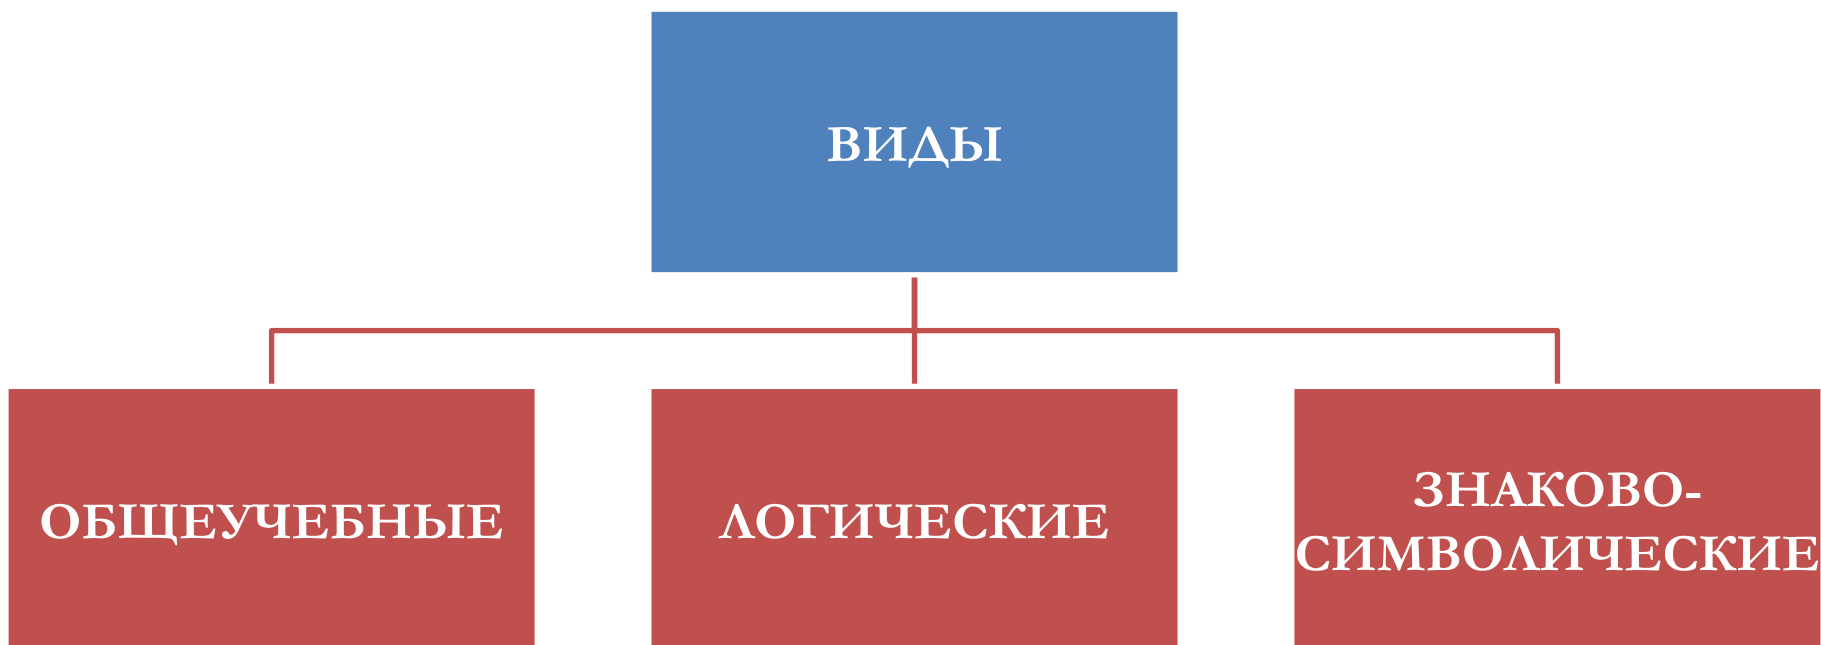 ВИДЫ
ОБЩЕУЧЕБНЫЕ
ЛОГИЧЕСКИЕ
ЗНАКОВО-
СИМВОЛИЧЕСКИЕ